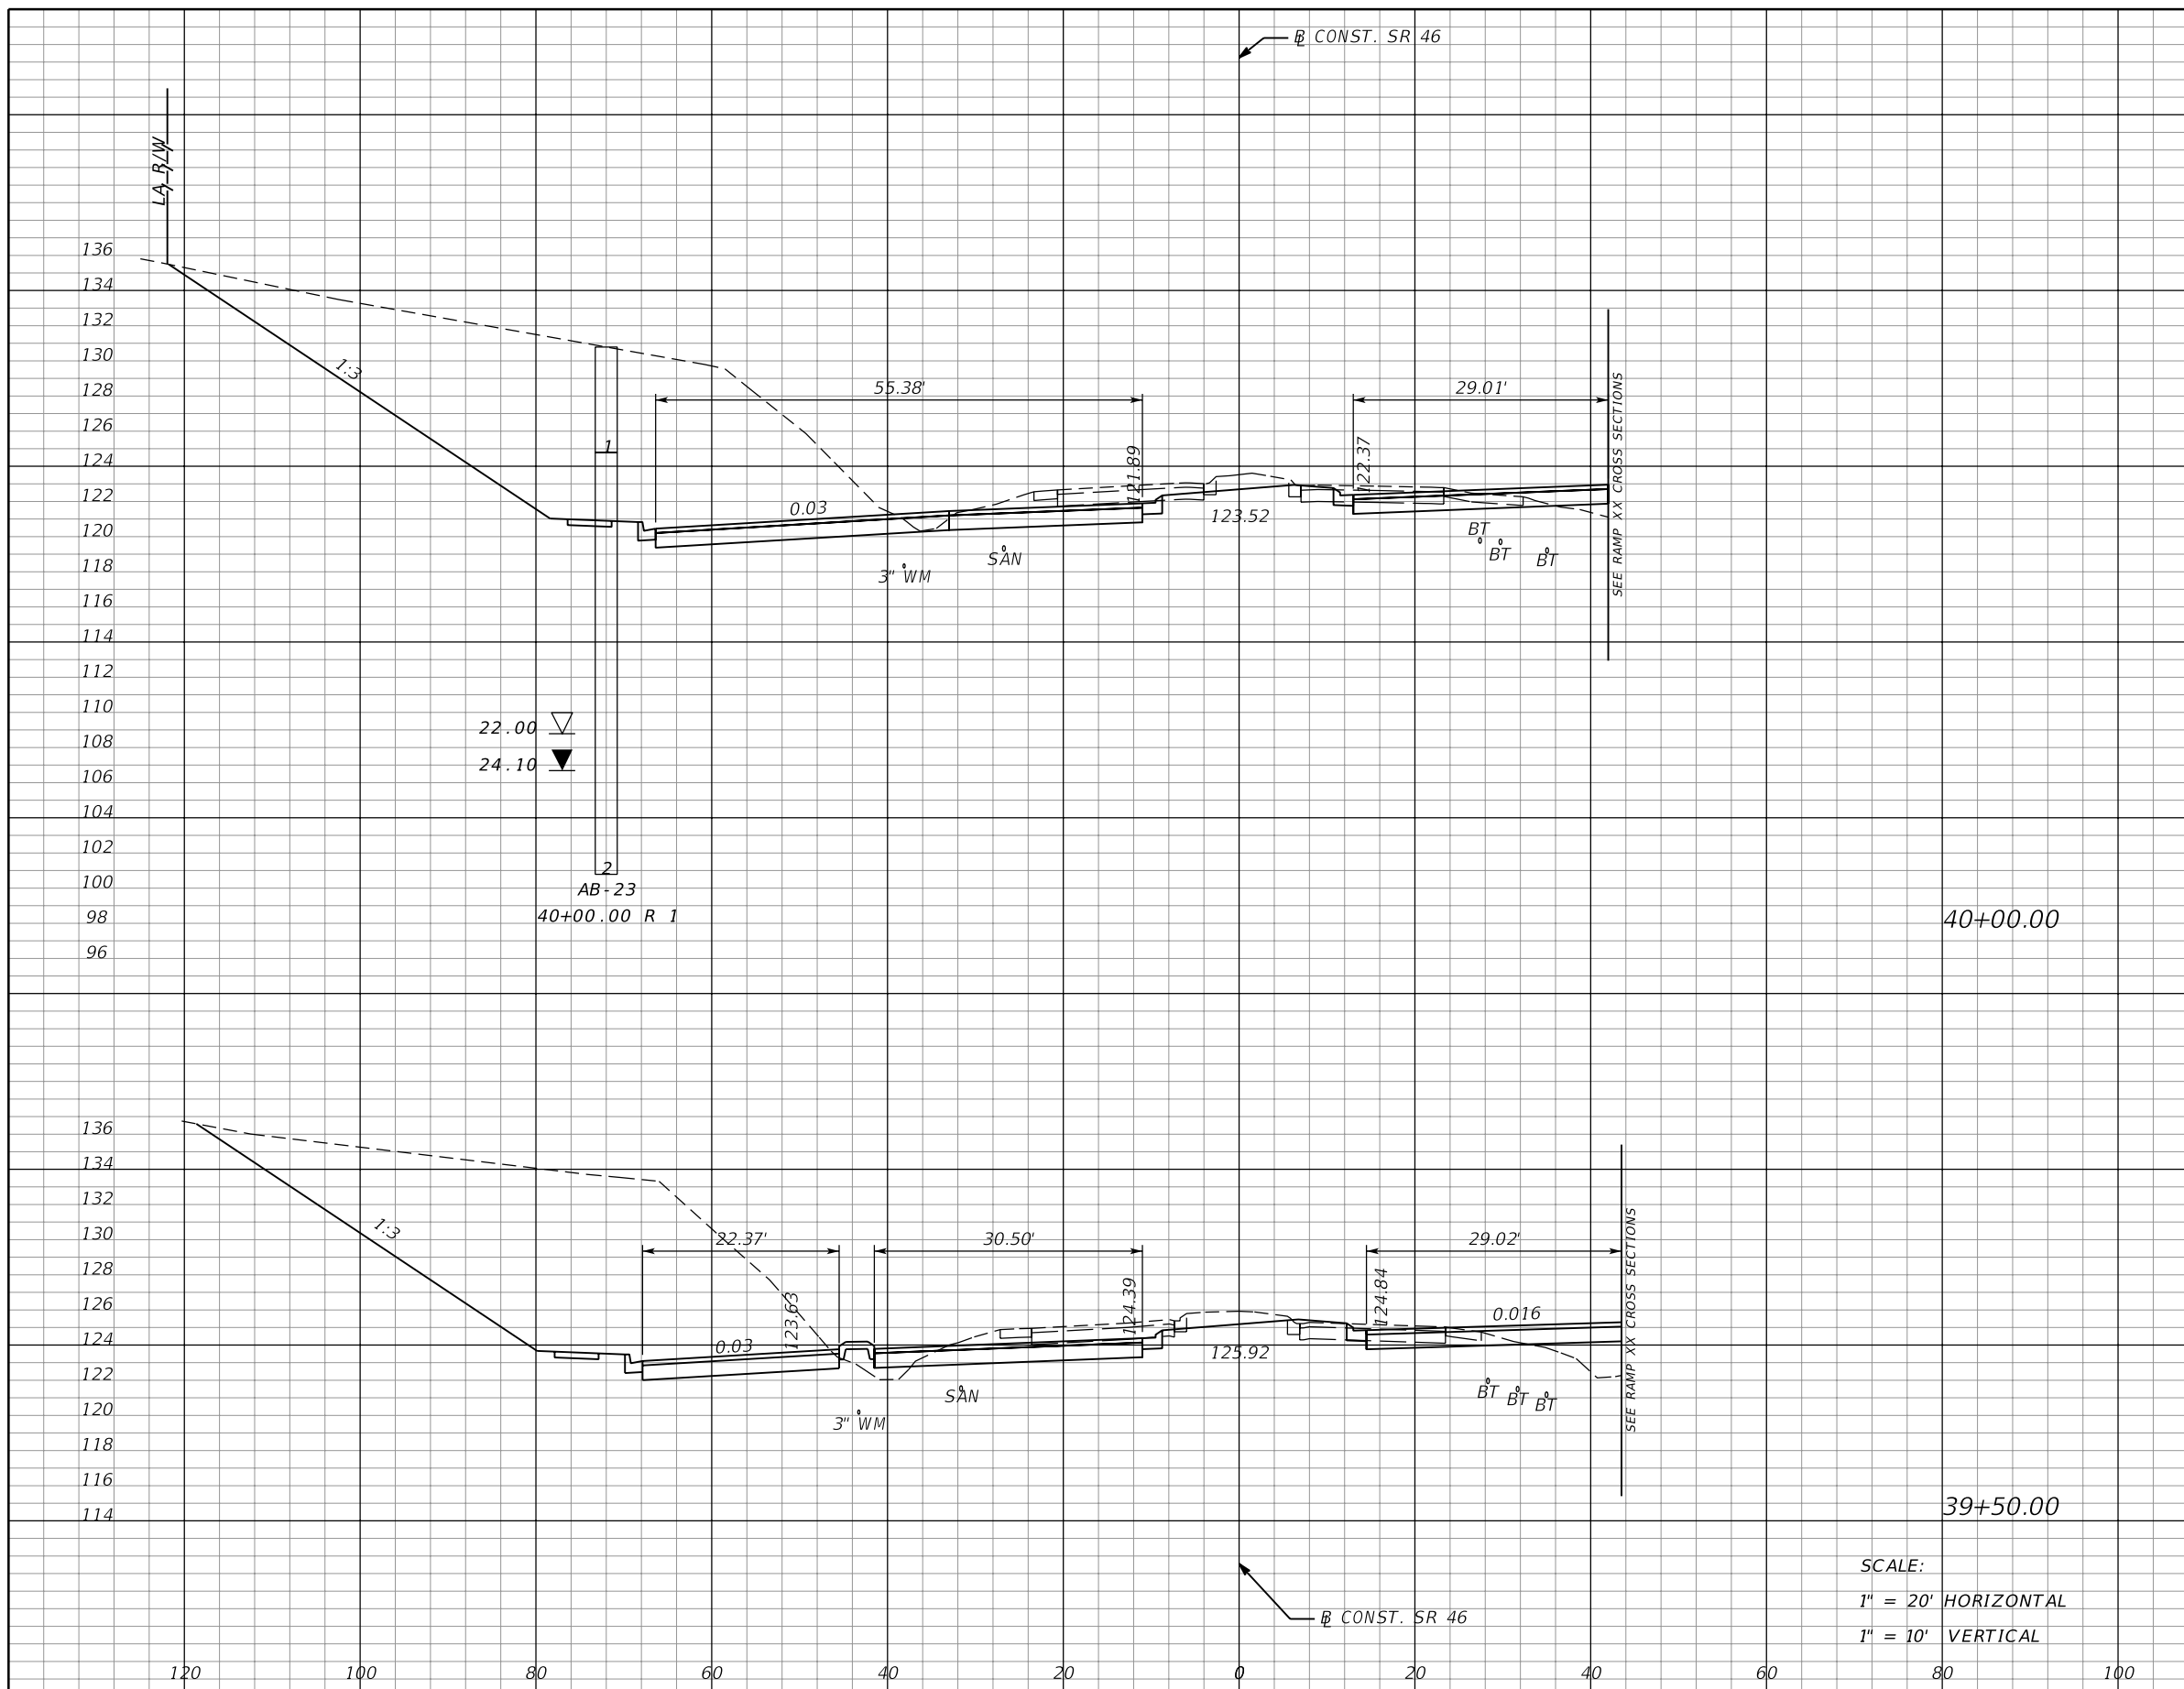 BL CONST. SR 46
LA R/W
136
134
132
130
128
126
124
122
120
118
116
114
112
110
108
106
104
102
100
98
96
1:3
1
55.38'
29.01'
0.03
121.89
122.37
123.52
SEE RAMP XX CROSS SECTIONS
3" WM
SAN
BT
BT
BT
22.00
24.10
2
AB-23
40+00.00 R 1
40+00.00
136
134
132
130
128
126
124
122
120
118
116
114
1:3
22.37'
30.50'
29.02'
0.03
123.63
124.39
124.84
0.016
125.92
SEE RAMP XX CROSS SECTIONS
3" WM
SAN
BT
BT
BT
39+50.00
BL CONST. SR 46
SCALE:
1" = 20' HORIZONTAL
1" = 10' VERTICAL
120 100 80 60 40 20 0 20 40 60 80 100